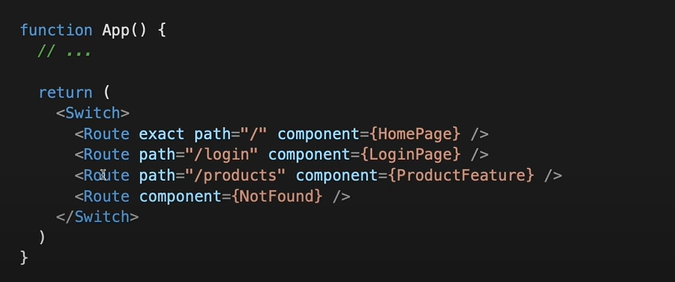 function App() {
// ...
return (
<Switch>
<Route exact path="/" component={HomePage} />
<Route path="/login" component={LoginPage} />
<Route path="/products" component={ProductFeature} />
<Route component={NotFound} />
</Switch>
)
}